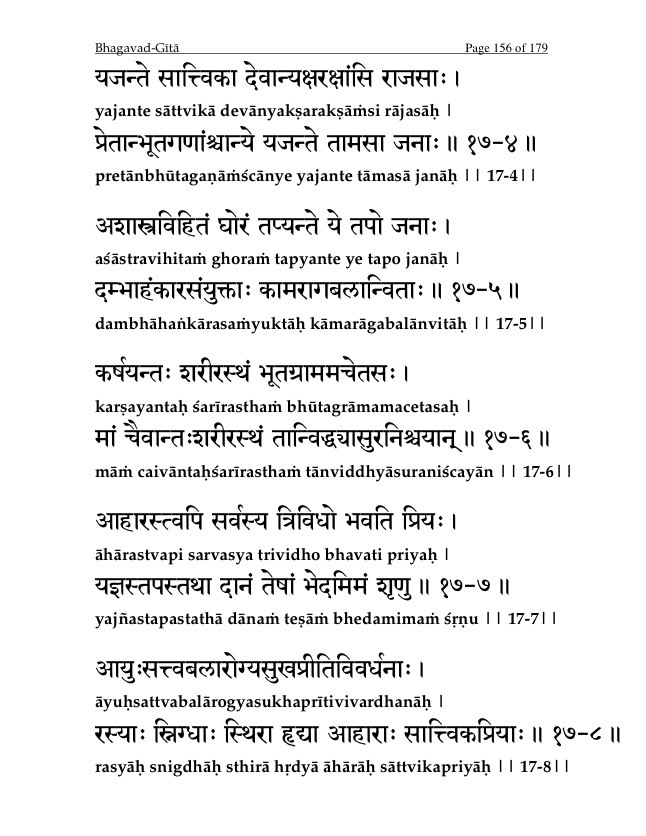 Bhagavad-Gītā Page 156 of 179
यजन्ते सात्त्विका देवान्यक्षरक्षांसि राजसाः।
yajante sāttvikā devānyakṣarakṣāṁsi rājasāḥ |
प्रेतान्भूतगणांश्चान्ये यजन्ते तामसा जनाः॥ १७-४॥
pretānbhūtagaṇāṁścānye yajante tāmasā janāḥ || 17-4||
अशास्त्रविहितं घोरं तप्यन्ते ये तपो जनाः।
aśāstravihitaṁ ghoraṁ tapyante ye tapo janāḥ |
दम्भाहंकारसंयुक्ताः कामरागबलान्विताः॥ १७-५॥
dambhāhaṅkārasaṁyuktāḥ kāmarāgabalānvitāḥ || 17-5||
कर्षयन्तः शरीरस्थं भूतग्राममचेतसः।
karṣayantaḥ śarīrasthaṁ bhūtagrāmamacetasaḥ |
मां चैवान्तःशरीरस्थं तान्विद्ध्यासुरनिश्चयान्॥ १७-६॥
māṁ caivāntaḥśarīrasthaṁ tānviddhyāsuraniścayān || 17-6||
आहारस्त्वपि सर्वस्य त्रिविधो भवति प्रियः।
āhārastvapi sarvasya trividho bhavati priyaḥ |
यज्ञस्तपस्तथा दानं तेषां भेदमिमं शृणु॥ १७-७॥
yajñastapastathā dānaṁ teṣāṁ bhedamimaṁ śṛṇu || 17-7||
आयुःसत्त्वबलारोग्यसुखप्रीतिविवर्धनाः।
āyuḥsattvabalārogyasukhaprītivivardhanāḥ |
रस्याः स्निग्धाः स्थिरा हृद्या आहाराः सात्त्विकप्रियाः॥ १७-८॥
rasyāḥ snigdhāḥ sthirā hṛdyā āhārāḥ sāttvikapriyāḥ || 17-8||